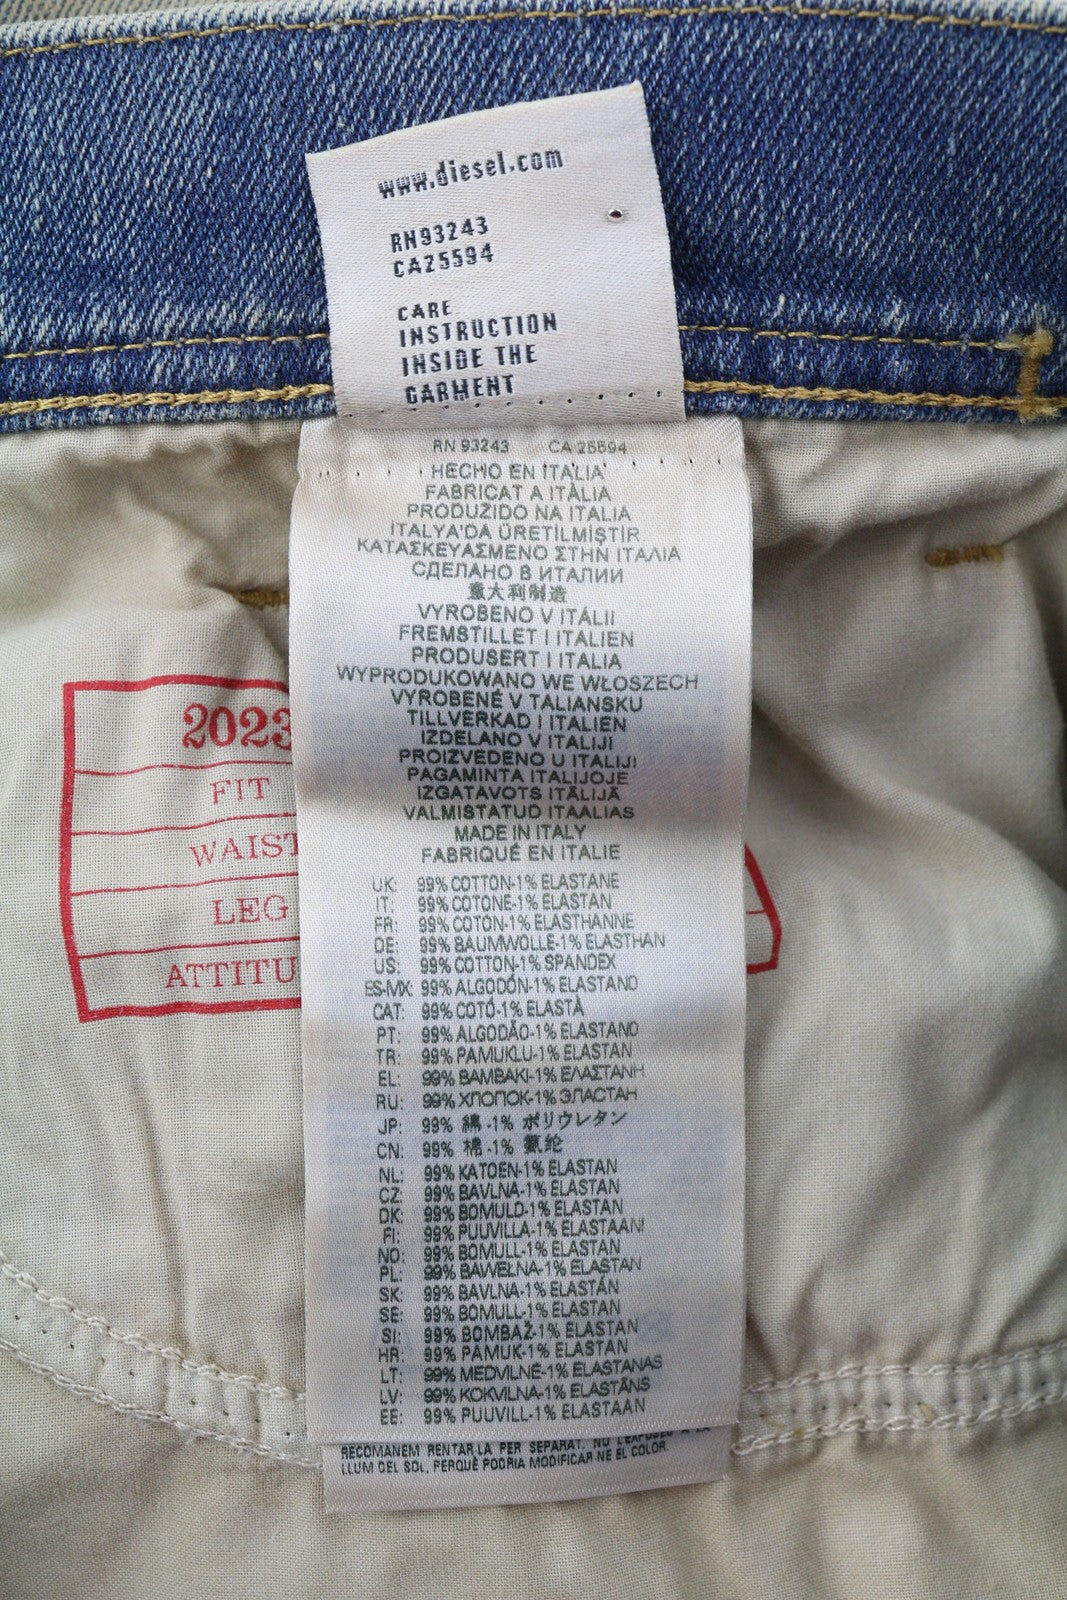 www.diesel.com
RN93243
CA25594
CARE
INSTRUCTION
INSIDE THE
GARMENT
RN 93243 CA 25594
HECHO EN ITALIA
FABRICAT A ITÀLIA
PRODUZIDO NA ITALIA
ITALYA'DA ÜRETİLMİŞTİR
ΚΑΤΑΣΚΕΥΑΣΜΕΝΟ ΣΤΗΝ ΙΤΑΛΙΑ
СДЕЛАНО В ИТАЛИИ
意大利制造
VYROBENO V ITÁLII
FREMSTILLET I ITALIEN
PRODUSERT I ITALIA
WYPRODUKOWANO WE WŁOSZECH
VYROBENÉ V TALIANSKU
TILLVERKAD I ITALIEN
IZDELANO V ITALIJI
PROIZVEDENO U ITALIJI
PAGAMINTA ITALIJOJE
IZGATAVOTS ITĀLIJĀ
VALMISTATUD ITAALIAS
MADE IN ITALY
FABRIQUÉ EN ITALIE
UK: 99% COTTON-1% ELASTANE
IT: 99% COTONE-1% ELASTAN
FR: 99% COTON-1% ELASTHANNE
DE: 99% BAUMWOLLE-1% ELASTHAN
US: 99% COTTON-1% SPANDEX
ES-MX: 99% ALGODÓN-1% ELASTANO
CAT: 99% COTÓ-1% ELASTÀ
PT: 99% ALGODÃO-1% ELASTANO
TR: 99% PAMUKLU-1% ELASTAN
EL: 99% ΒΑΜΒΑΚΙ-1% ΕΛΑΣΤΑΝΗ
RU: 99% ХЛОПОК-1% ЭЛАСТАН
JP: 99% 綿 -1% ポリウレタン
CN: 99% 棉 -1% 氨纶
NL: 99% KATOEN-1% ELASTAN
CZ: 99% BAVLNA-1% ELASTAN
DK: 99% BOMULD-1% ELASTAN
FI: 99% PUUVILLA-1% ELASTAANI
NO: 99% BOMULL-1% ELASTAN
PL: 99% BAWEŁNA-1% ELASTAN
SK: 99% BAVLNA-1% ELASTÁN
SE: 99% BOMULL-1% ELASTAN
SI: 99% BOMBAŽ-1% ELASTAN
HR: 99% PAMUK-1% ELASTAN
LT: 99% MEDVILNĖ-1% ELASTANAS
LV: 99% KOKVILNA-1% ELASTĀNS
EE: 99% PUUVILL-1% ELASTAAN
RECOMANEM RENTAR-LA PER SEPARAT. NO L'EXPOSEU A LA
LLUM DEL SOL, PERQUÈ PODRIA MODIFICAR-NE EL COLOR.
2023
FIT
WAIST
LEG
ATTITU